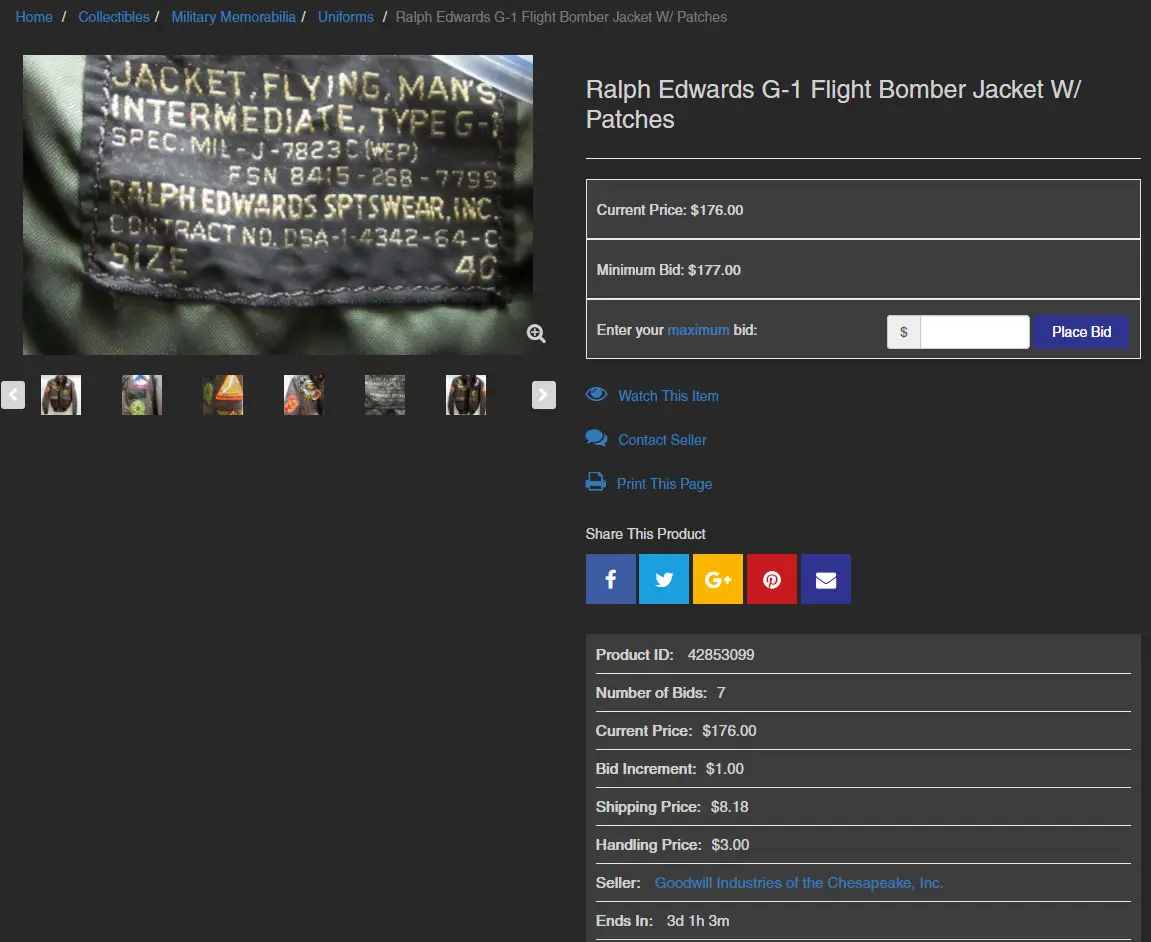 Home / Collectibles / Military Memorabilia / Uniforms / Ralph Edwards G-1 Flight Bomber Jacket W/ Patches
JACKET, FLYING, MAN'S
INTERMEDIATE, TYPE G-1
SPEC. MIL-J-7823C (WEP)
FSN 8415-268-7799
RALPH EDWARDS SPTSWEAR, INC.
CONTRACT NO. DSA-1-4342-64-C
SIZE 40
Ralph Edwards G-1 Flight Bomber Jacket W/
Patches
Current Price: $176.00
Minimum Bid: $177.00
Enter your maximum bid: $ Place Bid
Watch This Item
Contact Seller
Print This Page
Share This Product
f G+
Product ID: 42853099
Number of Bids: 7
Current Price: $176.00
Bid Increment: $1.00
Shipping Price: $8.18
Handling Price: $3.00
Seller: Goodwill Industries of the Chesapeake, Inc.
Ends In: 3d 1h 3m